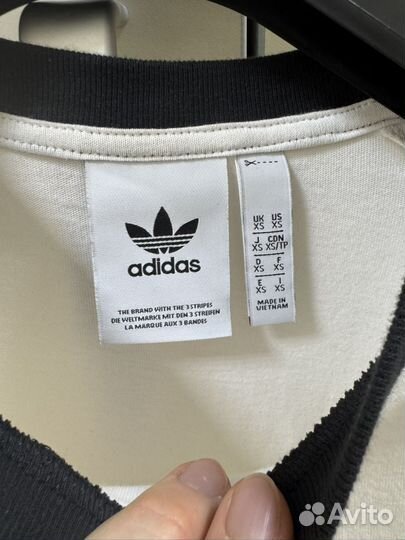 adidas
THE BRAND WITH THE 3 STRIPES
DIE WELTMARKE MIT DEN 3 STREIFEN
LA MARQUE AUX 3 BANDES
UK US
XS XS
J CDN
XS XS/TP
D F
XS XS
E I
XS XS
MADE IN
VIETNAM
Avito